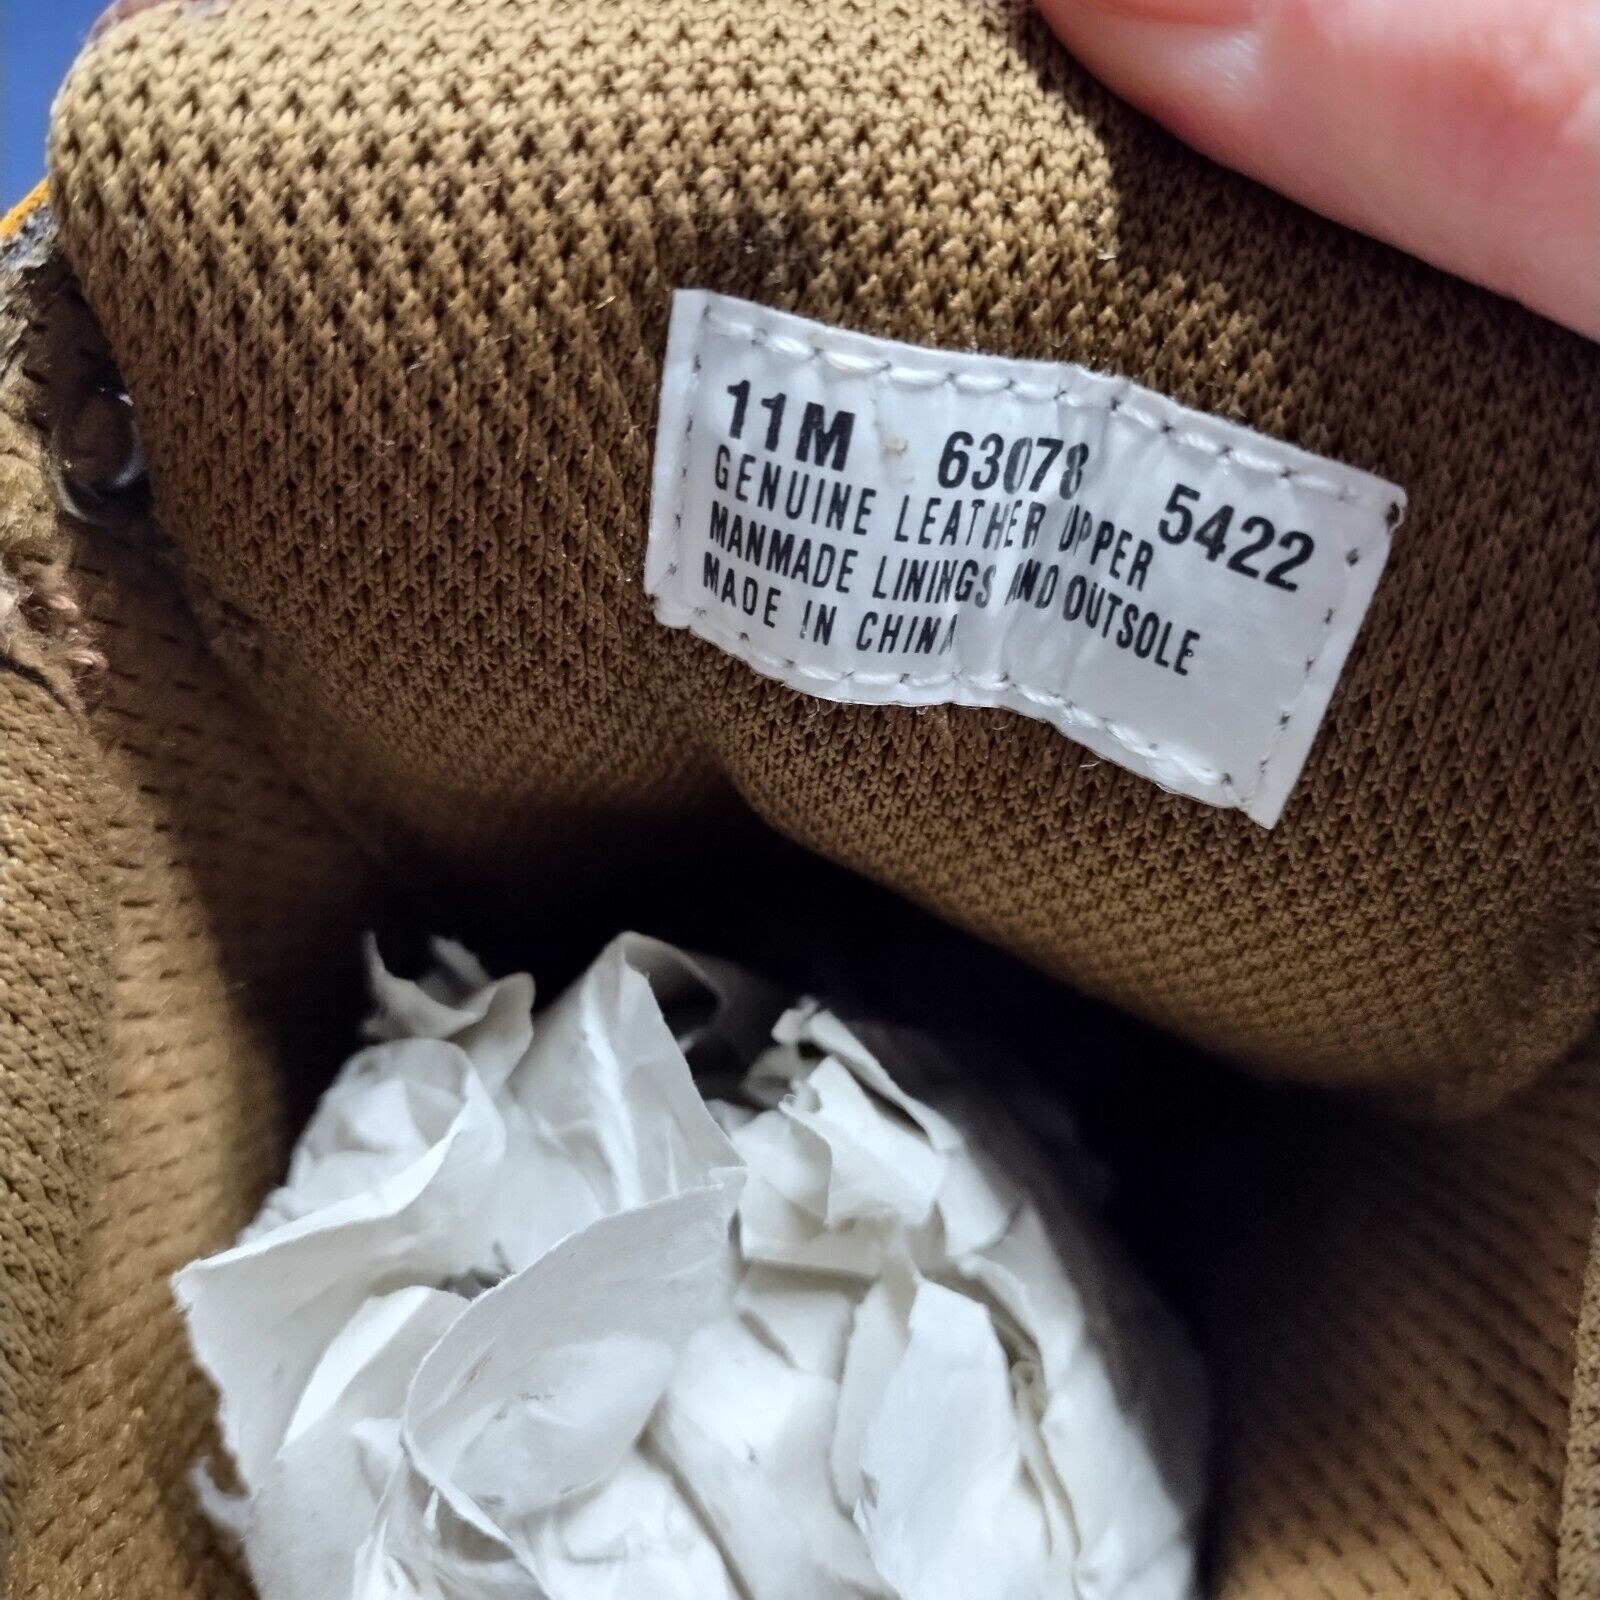 11M 63078 5422
GENUINE LEATHER UPPER
MANMADE LININGS AND OUTSOLE
MADE IN CHINA